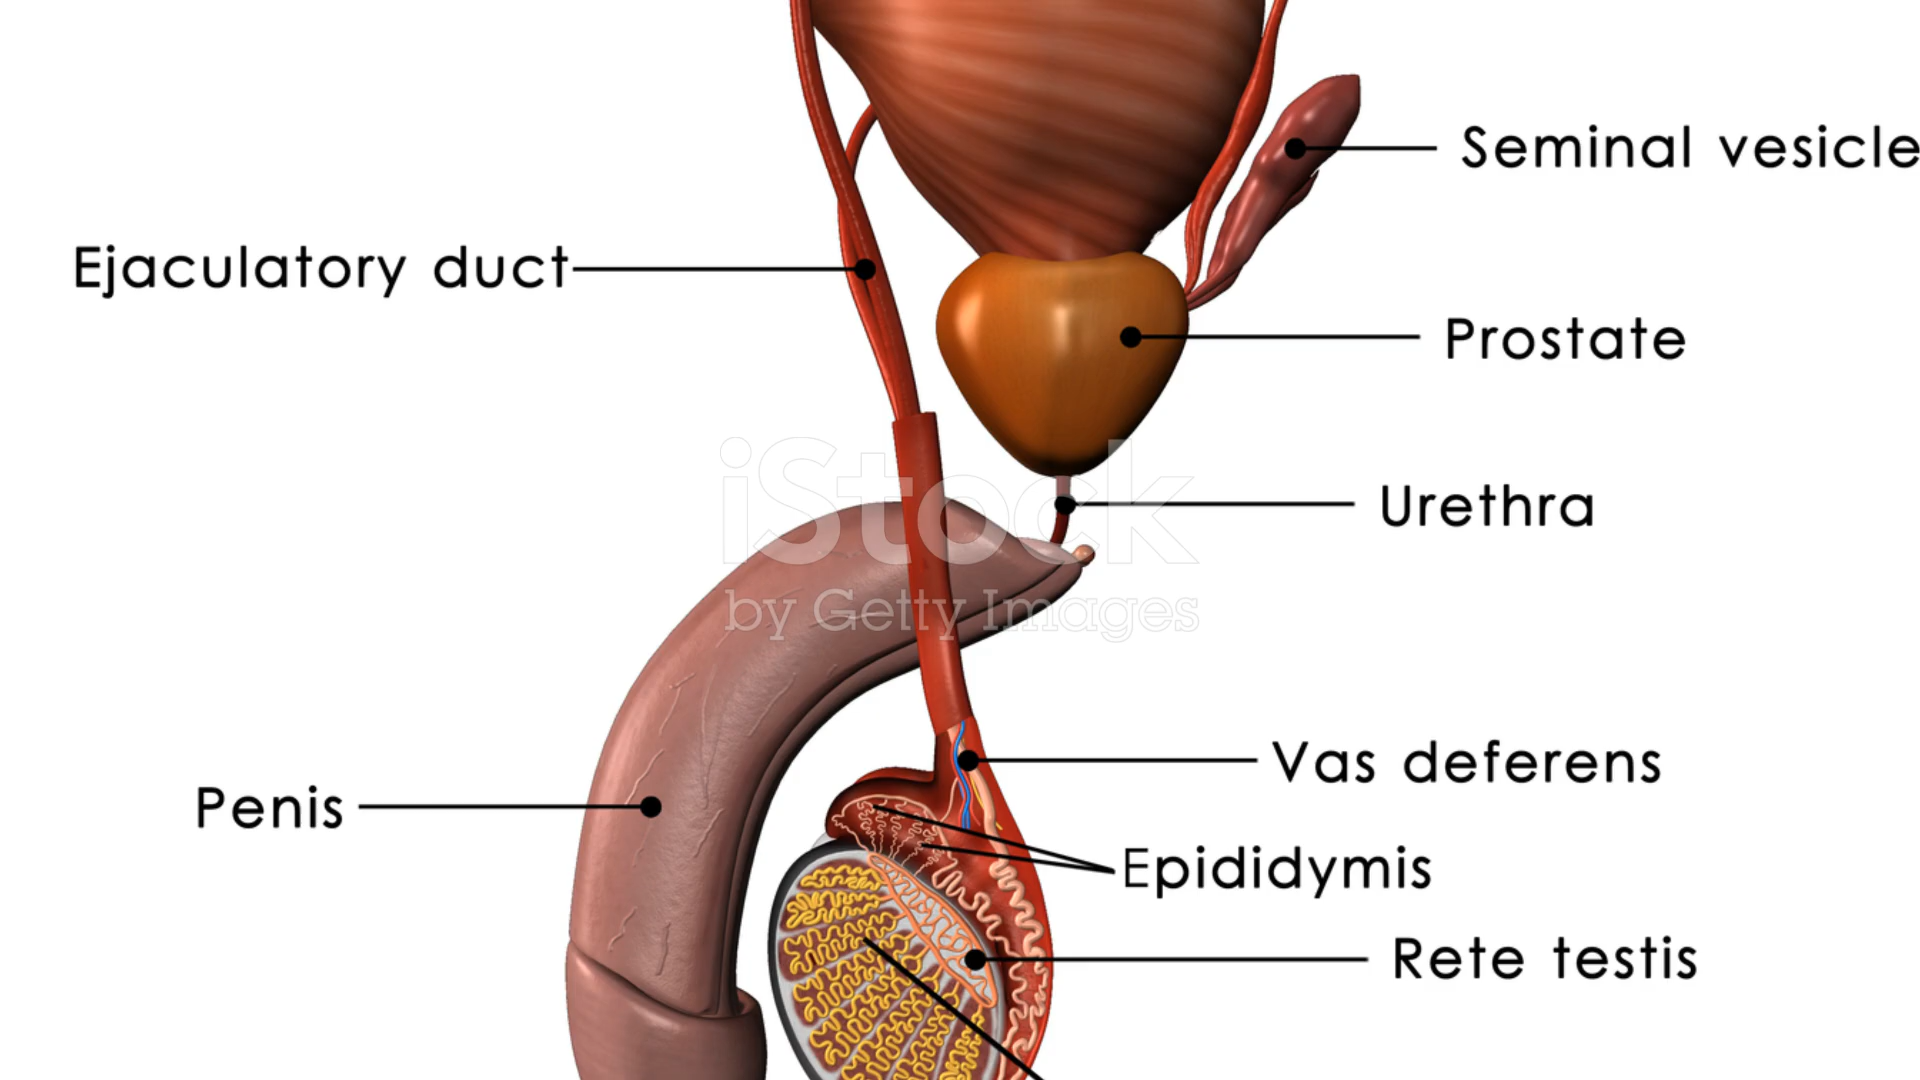 Seminal vesicle
Ejaculatory duct
Prostate
iStock
by Getty Images
Urethra
Vas deferens
Penis
Epididymis
Rete testis